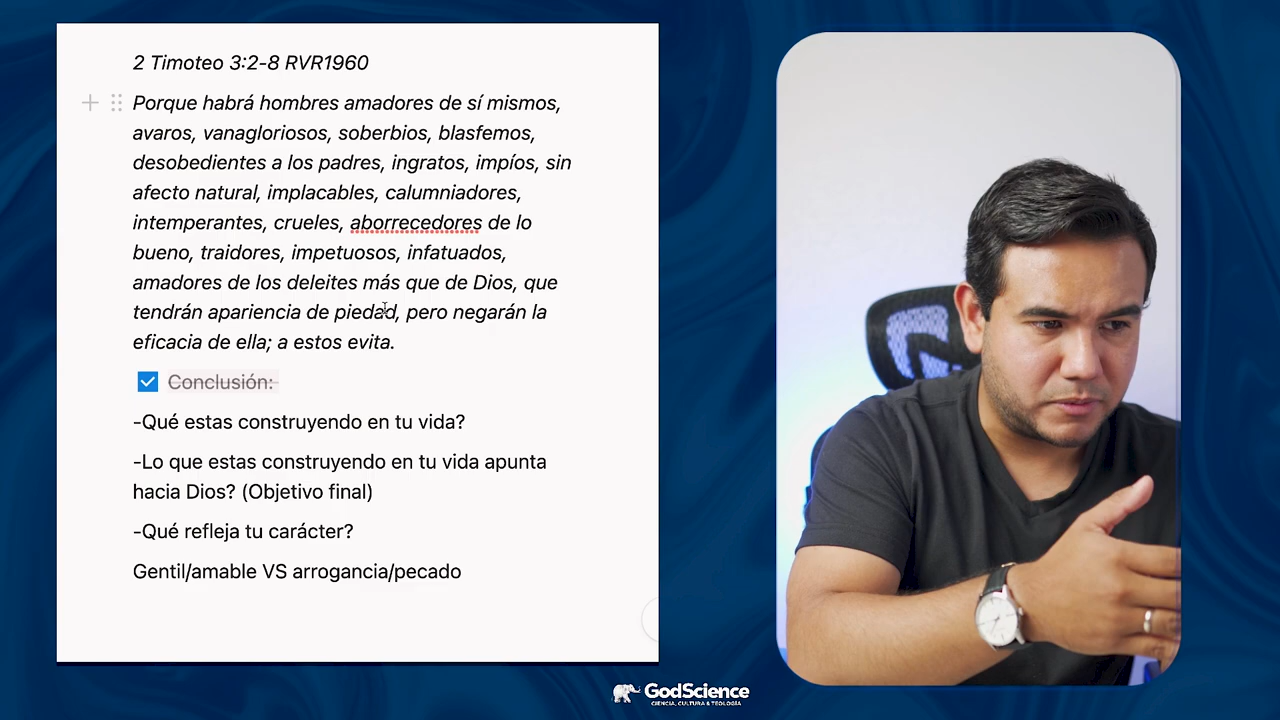 2 Timoteo 3:2-8 RVR1960
Porque habrá hombres amadores de sí mismos,
avaros, vanagloriosos, soberbios, blasfemos,
desobedientes a los padres, ingratos, impíos, sin
afecto natural, implacables, calumniadores,
intemperantes, crueles, aborrecedores de lo
bueno, traidores, impetuosos, infatuados,
amadores de los deleites más que de Dios, que
tendrán apariencia de piedad, pero negarán la
eficacia de ella; a estos evita.
Conclusión:
-Qué estas construyendo en tu vida?
-Lo que estas construyendo en tu vida apunta
hacia Dios? (Objetivo final)
-Qué refleja tu carácter?
Gentil/amable VS arrogancia/pecado
GodScience
CIENCIA, CULTURA & TEOLOGÍA